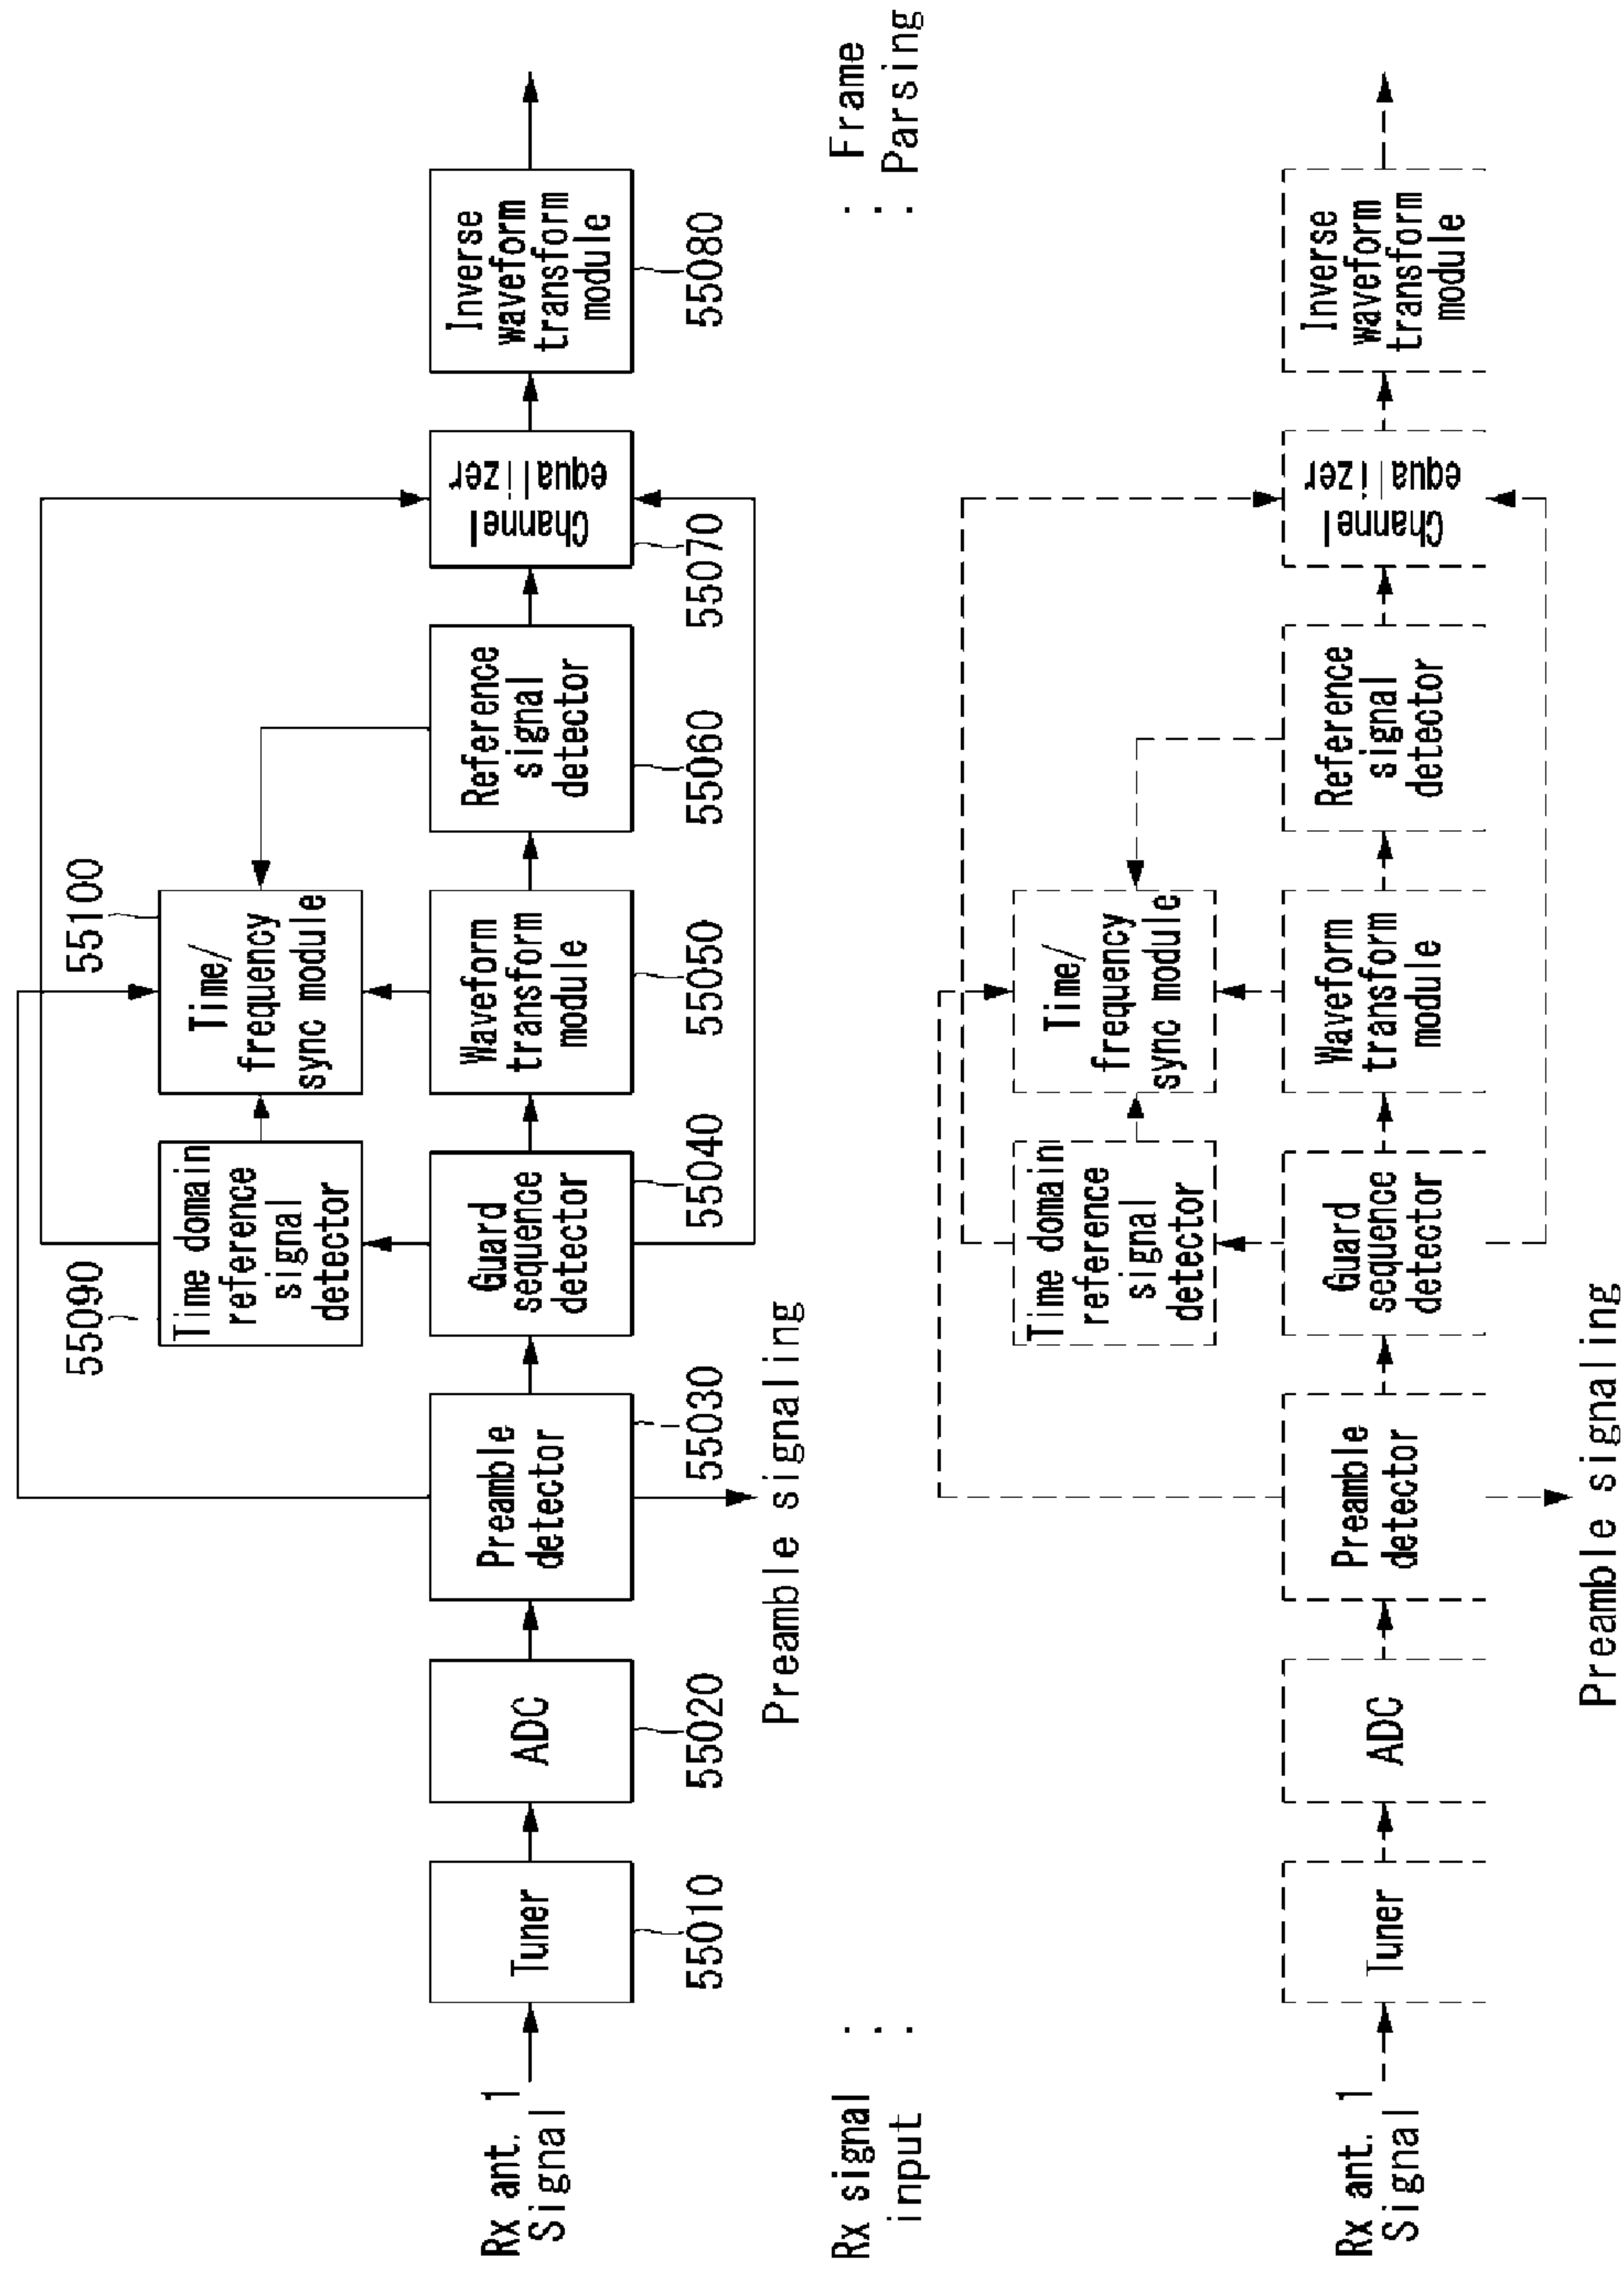 55100
55090
Time domain
reference
signal
detector
Time/
frequency
sync module
Rx ant. 1
Signal
Tuner
ADC
Preamble
detector
Guard
sequence
detector
Waveform
transform
module
Reference
signal
detector
Channel
equalizer
Inverse
waveform
transform
module
55010
55020
55030
55040
55050
55060
55070
55080
Preamble signaling
Rx signal
input
Frame
Parsing
Time domain
reference
signal
detector
Time/
frequency
sync module
Rx ant. 1
Signal
Tuner
ADC
Preamble
detector
Guard
sequence
detector
Waveform
transform
module
Reference
signal
detector
Channel
equalizer
Inverse
waveform
transform
module
Preamble signaling